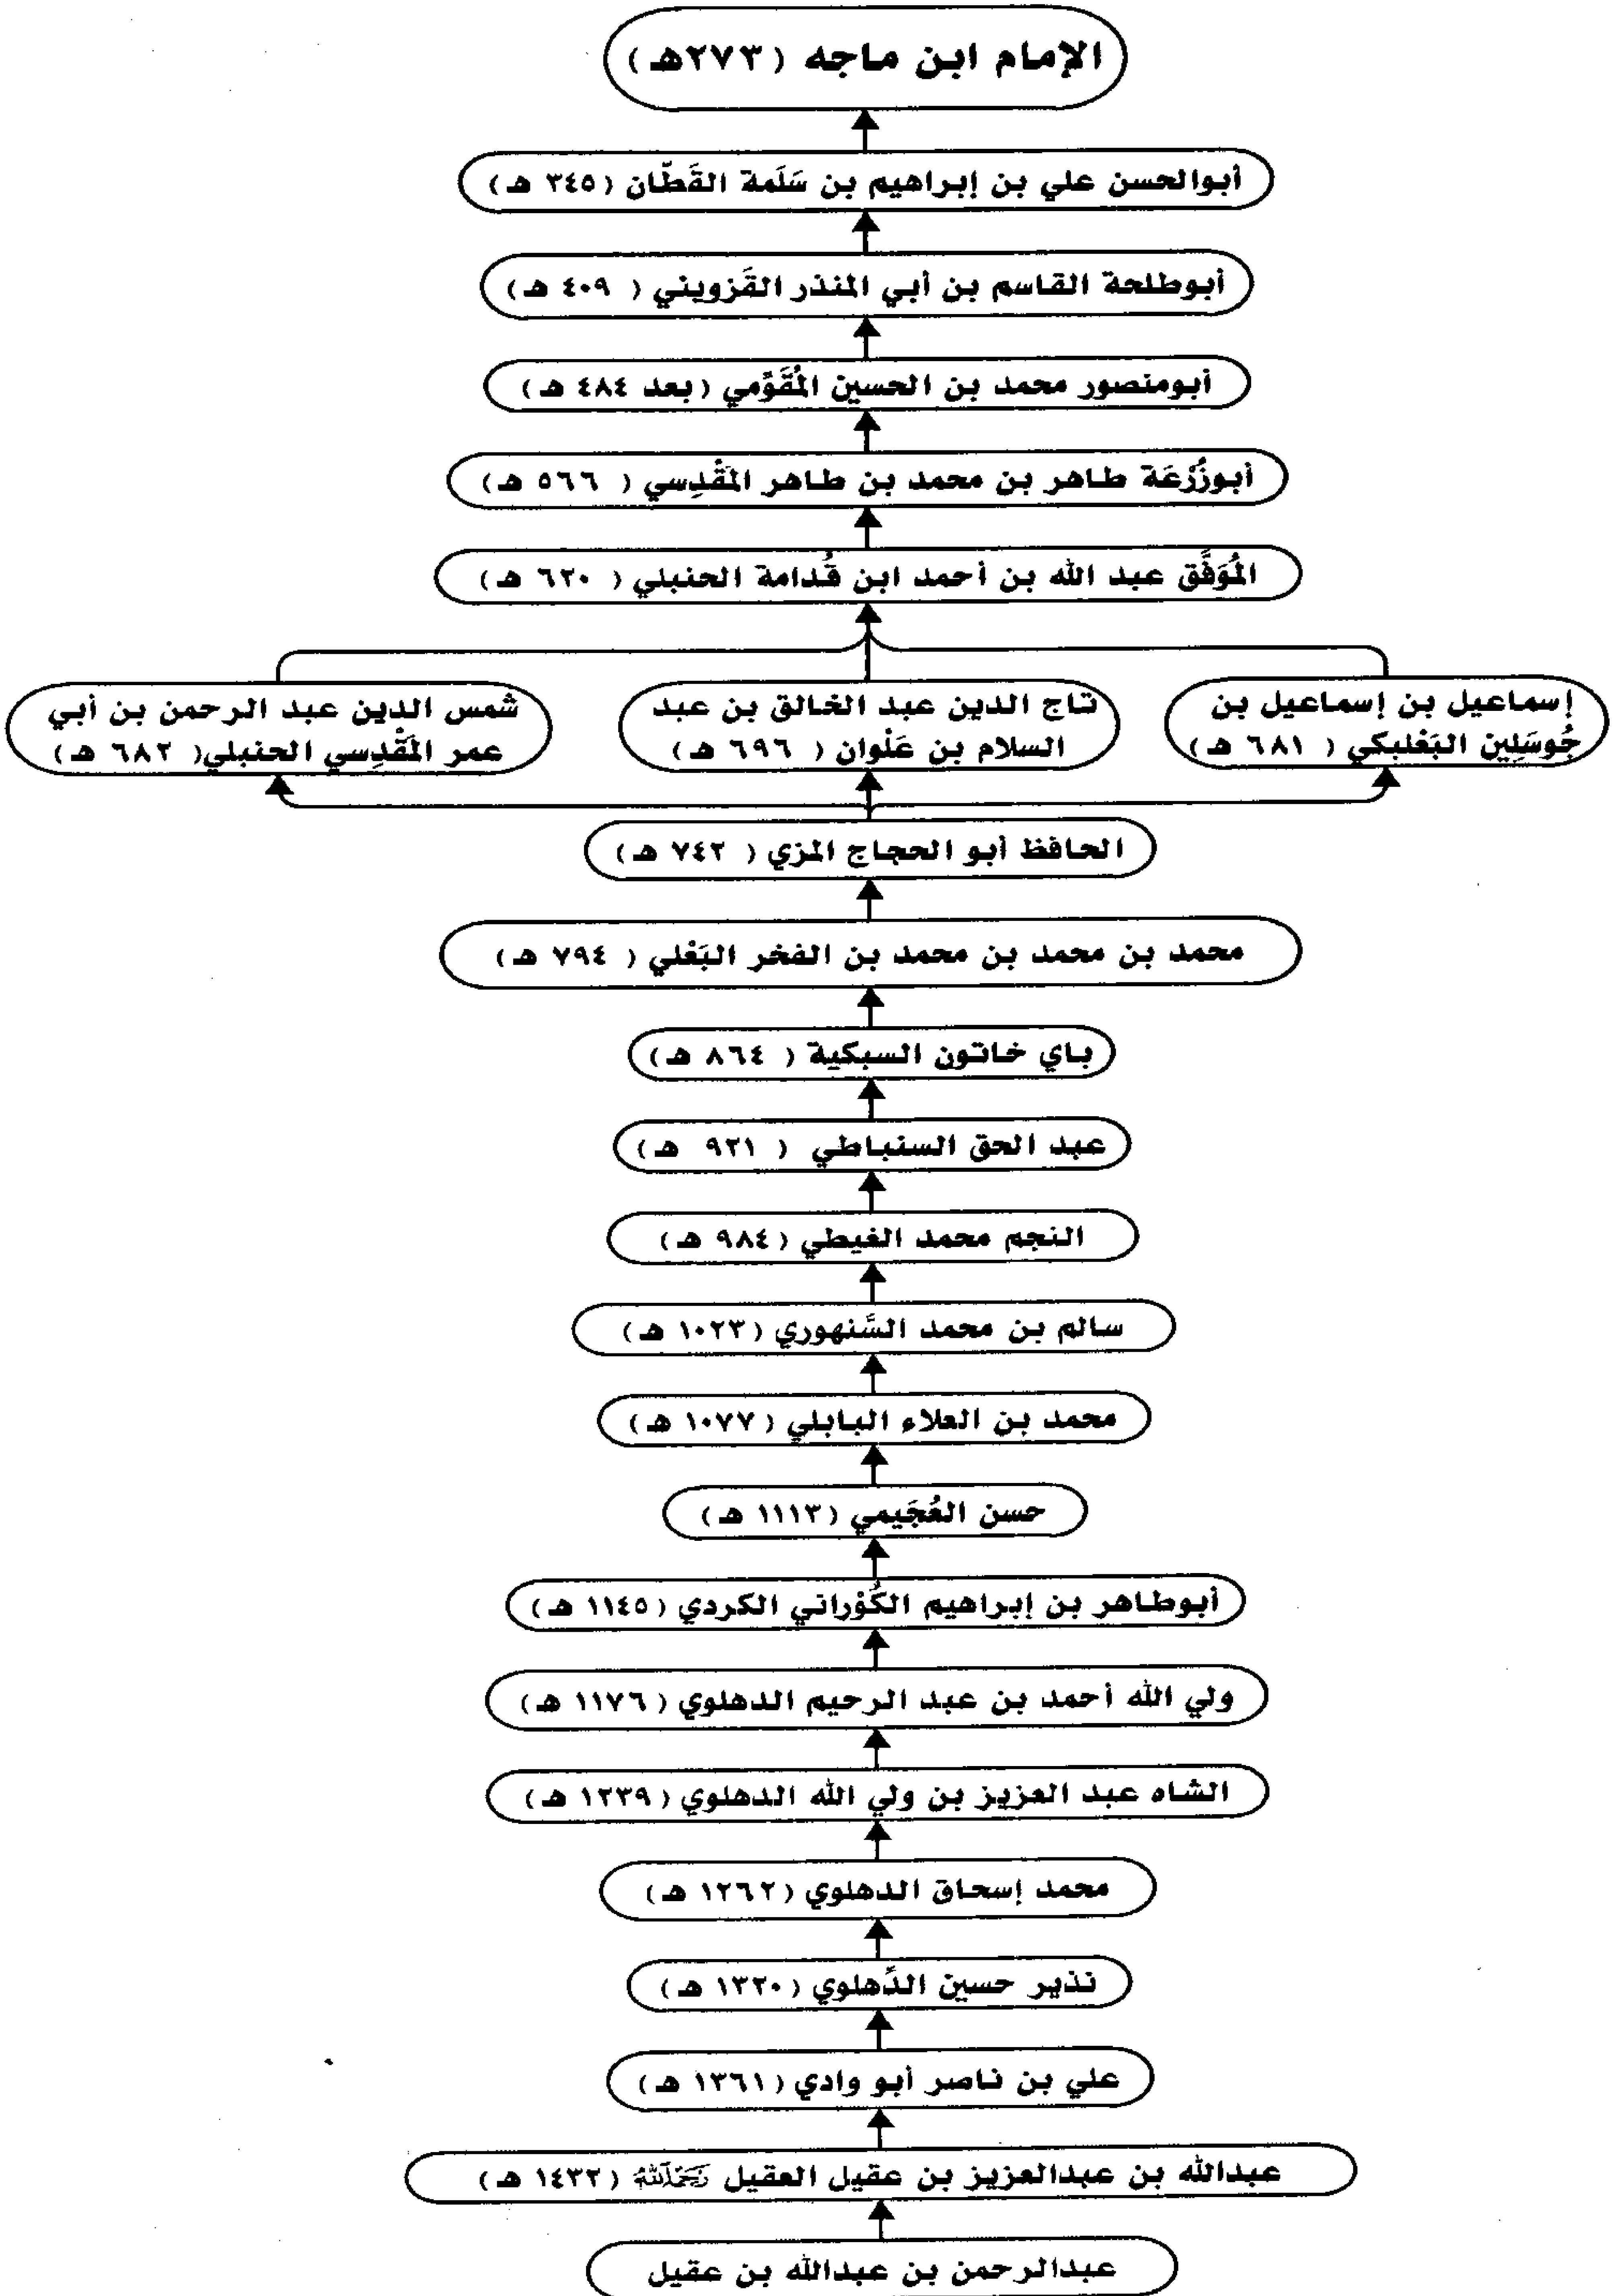 الإمام ابن ماجه (٢٧٣هـ)
أبوالحسن علي بن إبراهيم بن سَلَمة القَطّان (٣٤٥ هـ)
أبوطلحة القاسم بن أبي المنذر القَزويني ( ٤٠٩ هـ)
أبومنصور محمد بن الحسين المُقَوِّمي (بعد ٤٨٤ هـ)
أبوزُرْعَة طاهر بن محمد بن طاهر المَقْدِسي ( ٥٦٦ هـ)
المُوَفَّق عبد الله بن أحمد ابن قُدامة الحنبلي ( ٦٢٠ هـ)
إسماعيل بن إسماعيل بن
جُوسَلِين البَعْلبكي ( ٦٨١ هـ)
تاج الدين عبد الخالق بن عبد
السلام بن عَلْوان ( ٦٩٦ هـ)
شمس الدين عبد الرحمن بن أبي
عمر المَقْدِسي الحنبلي( ٦٨٢ هـ)
الحافظ أبو الحجاج المزي ( ٧٤٢ هـ)
محمد بن محمد بن محمد بن الفخر البَعْلي ( ٧٩٤ هـ)
باي خاتون السبكية ( ٨٦٤ هـ)
عبد الحق السنباطي ( ٩٣١ هـ)
النجم محمد الغيطي (٩٨٤ هـ)
سالم بن محمد السَّنهوري (١٠٢٣ هـ)
محمد بن العلاء البابلي (١٠٧٧ هـ)
حسن العُجَيمي (١١١٣ هـ)
أبوطاهر بن إبراهيم الكُوْراني الكردي (١١٤٥ هـ)
ولي الله أحمد بن عبد الرحيم الدهلوي (١١٧٦ هـ)
الشاه عبد العزيز بن ولي الله الدهلوي (١٢٣٩ هـ)
محمد إسحاق الدهلوي (١٢٦٢ هـ)
نذير حسين الدِّهلوي (١٣٢٠ هـ)
علي بن ناصر أبو وادي (١٣٦١ هـ)
عبدالله بن عبدالعزيز بن عقيل العقيل رَحِمَهُ اللَّهُ (١٤٣٢ هـ)
عبدالرحمن بن عبدالله بن عقيل